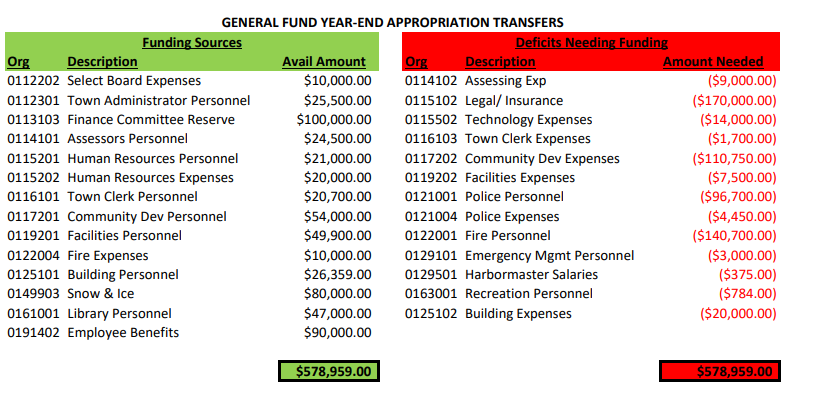 GENERAL FUND YEAR-END APPROPRIATION TRANSFERS
Funding Sources Deficits Needing Funding
Org Description Avail Amount Org Description Amount Needed
0112202 Select Board Expenses $10,000.00 0114102 Assessing Exp ($9,000.00)
0112301 Town Administrator Personnel $25,500.00 0115102 Legal/ Insurance ($170,000.00)
0113103 Finance Committee Reserve $100,000.00 0115502 Technology Expenses ($14,000.00)
0114101 Assessors Personnel $24,500.00 0116103 Town Clerk Expenses ($1,700.00)
0115201 Human Resources Personnel $21,000.00 0117202 Community Dev Expenses ($110,750.00)
0115202 Human Resources Expenses $20,000.00 0119202 Facilities Expenses ($7,500.00)
0116101 Town Clerk Personnel $20,700.00 0121001 Police Personnel ($96,700.00)
0117201 Community Dev Personnel $54,000.00 0121004 Police Expenses ($4,450.00)
0119201 Facilities Personnel $49,900.00 0122001 Fire Personnel ($140,700.00)
0122004 Fire Expenses $10,000.00 0129101 Emergency Mgmt Personnel ($3,000.00)
0125101 Building Personnel $26,359.00 0129501 Harbormaster Salaries ($375.00)
0149903 Snow & Ice $80,000.00 0163001 Recreation Personnel ($784.00)
0161001 Library Personnel $47,000.00 0125102 Building Expenses ($20,000.00)
0191402 Employee Benefits $90,000.00
$578,959.00 $578,959.00